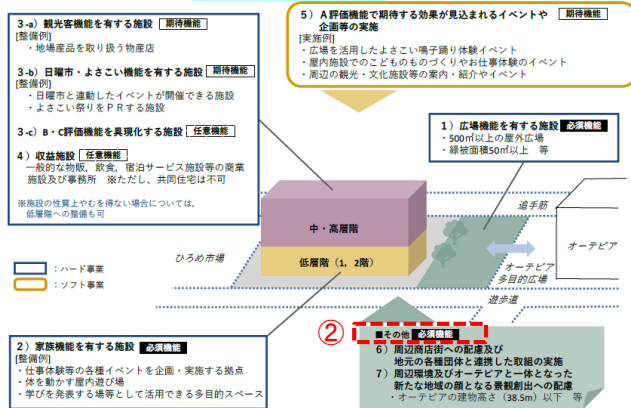 3-a）観光客機能を有する施設 期待機能
[整備例]
・地場産品を取り扱う物産店
3-b）日曜市・よさこい機能を有する施設 期待機能
[整備例]
・日曜市と連動したイベントが開催できる施設
・よさこい祭りをＰＲする施設
3-c）B・C評価機能を具現化する施設 任意機能
4）収益施設 任意機能
一般的な物販，飲食，宿泊サービス施設等の商業
施設及び事務所　※ただし、共同住宅は不可
※施設の性質上やむを得ない場合については，
低層階への整備も可
5）Ａ評価機能で期待する効果が見込まれるイベントや
企画等の実施 期待機能
[実施例]
・広場を活用したよさこい鳴子踊り体験イベント
・屋内施設でのこどものものづくりやお仕事体験のイベント
・周辺の観光・文化施設等の案内・紹介やイベント
1）広場機能を有する施設 必須機能
・500㎡以上の屋外広場
・緑被面積50㎡以上　等
追手筋
中・高層階
低層階（1，2階）
ひろめ市場
オーテピア
オーテピア
多目的広場
遊歩道
：ハード事業
：ソフト事業
2）家族機能を有する施設 必須機能
[整備例]
・仕事体験等の各種イベントを企画・実施する拠点
・体を動かす屋内遊び場
・学びを発表する場等として活用できる多目的スペース
②
■その他 必須機能
6）周辺商店街への配慮及び
地元の各種団体と連携した取組の実施
7）周辺環境及びオーテピアと一体となった
新たな地域の顔となる景観創出への配慮
・オーテピアの建物高さ（38.5m）以下　等